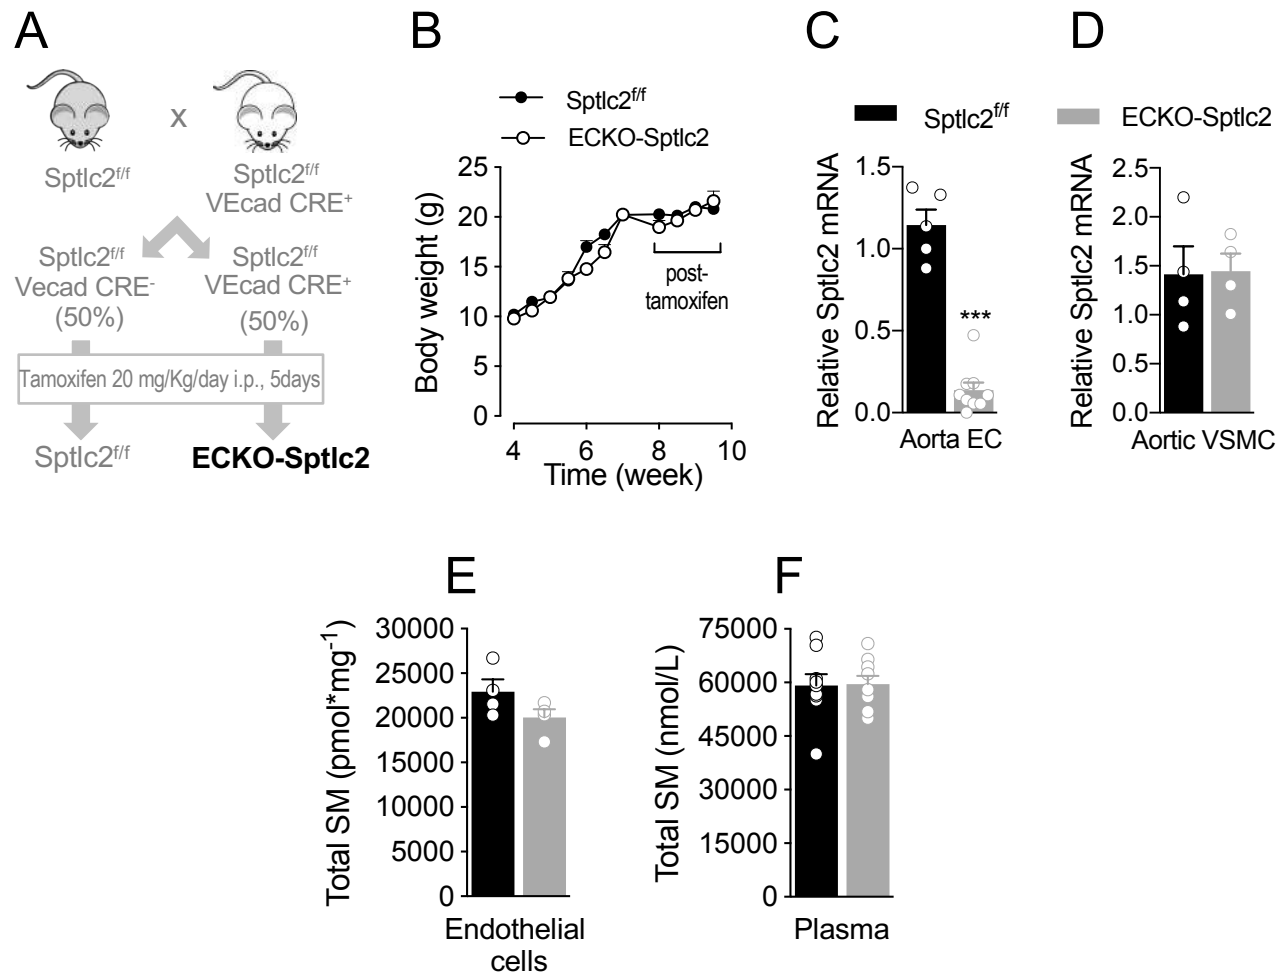 A
Sptlc2f/f
x
Sptlc2f/f
VEcad CRE+
Sptlc2f/f
Vecad CRE-
(50%)
Sptlc2f/f
VEcad CRE+
(50%)
Tamoxifen 20 mg/Kg/day i.p., 5days
Sptlc2f/f
ECKO-Sptlc2
B
Sptlc2f/f
ECKO-Sptlc2
Body weight (g)
25
20
15
10
5
0
post-
tamoxifen
4 6 8 10
Time (week)
C
Sptlc2f/f
Relative Sptlc2 mRNA
1.5
1.0
0.5
0.0
***
Aorta EC
D
ECKO-Sptlc2
Relative Sptlc2 mRNA
2.5
2.0
1.5
1.0
0.5
0.0
Aortic VSMC
E
Total SM (pmol*mg-1)
30000
25000
20000
15000
10000
5000
0
Endothelial
cells
F
Total SM (nmol/L)
75000
60000
45000
30000
15000
0
Plasma